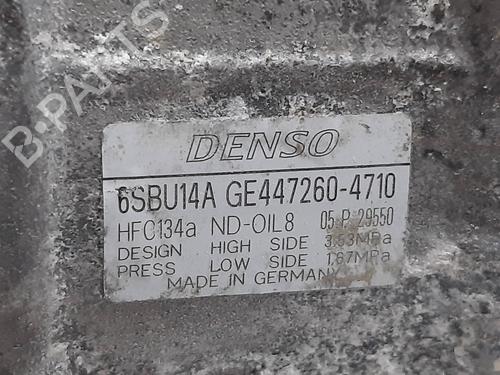 B-PARTS
DENSO
6SBU14A GE447260-4710
HFC134a ND-OIL8 05 P 29550
DESIGN HIGH SIDE 3.53MPa
PRESS LOW SIDE 1.67MPa
MADE IN GERMANY